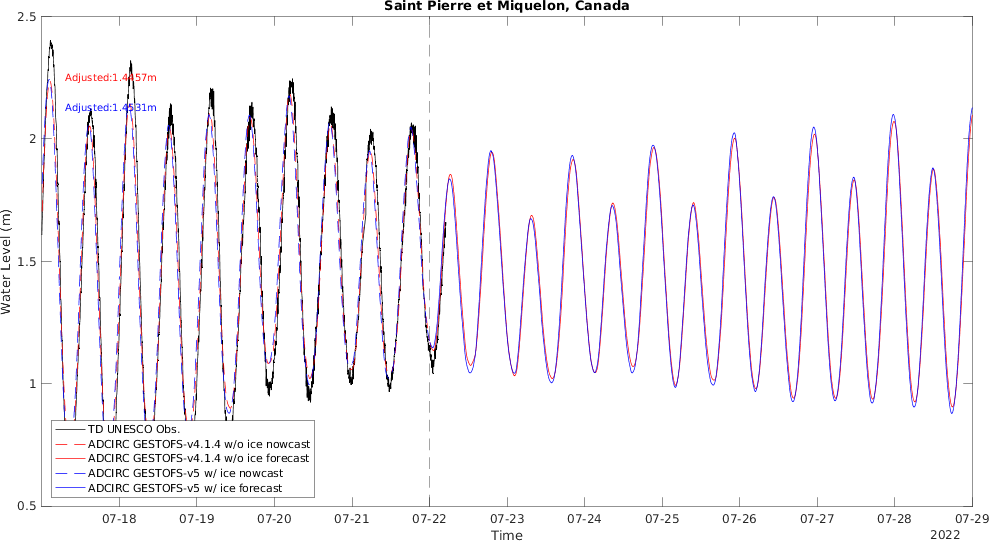 Saint Pierre et Miquelon, Canada
2.5
2
1.5
1
0.5
Water Level (m)
Adjusted:1.4457m
Adjusted:1.4531m
TD UNESCO Obs.
ADCIRC GESTOFS-v4.1.4 w/o ice nowcast
ADCIRC GESTOFS-v4.1.4 w/o ice forecast
ADCIRC GESTOFS-v5 w/ ice nowcast
ADCIRC GESTOFS-v5 w/ ice forecast
07-18 07-19 07-20 07-21 07-22 07-23 07-24 07-25 07-26 07-27 07-28 07-29
Time
2022